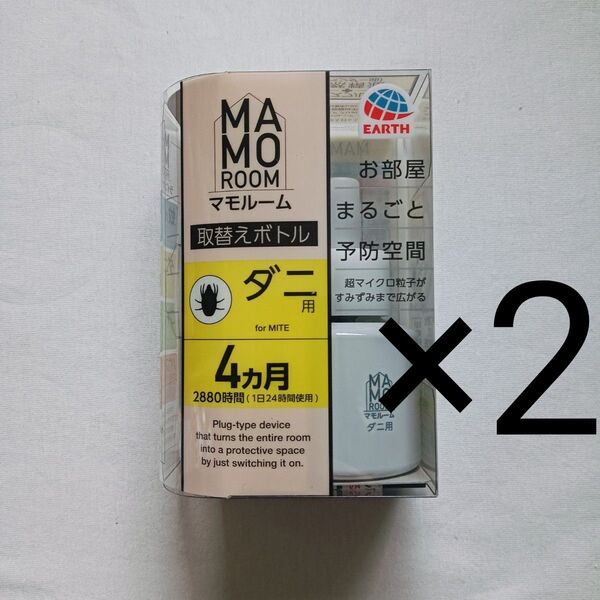 MA
MO
ROOM
マモルーム
取替えボトル
ダニ
用
for MITE
4ヵ月
2880時間(1日24時間使用)
Plug-type device
that turns the entire room
into a protective space
by just switching it on.
EARTH
お部屋
まるごと
予防空間
超マイクロ粒子が
すみずみまで広がる
MA
MO
ROOM
マモルーム
ダニ用
×2